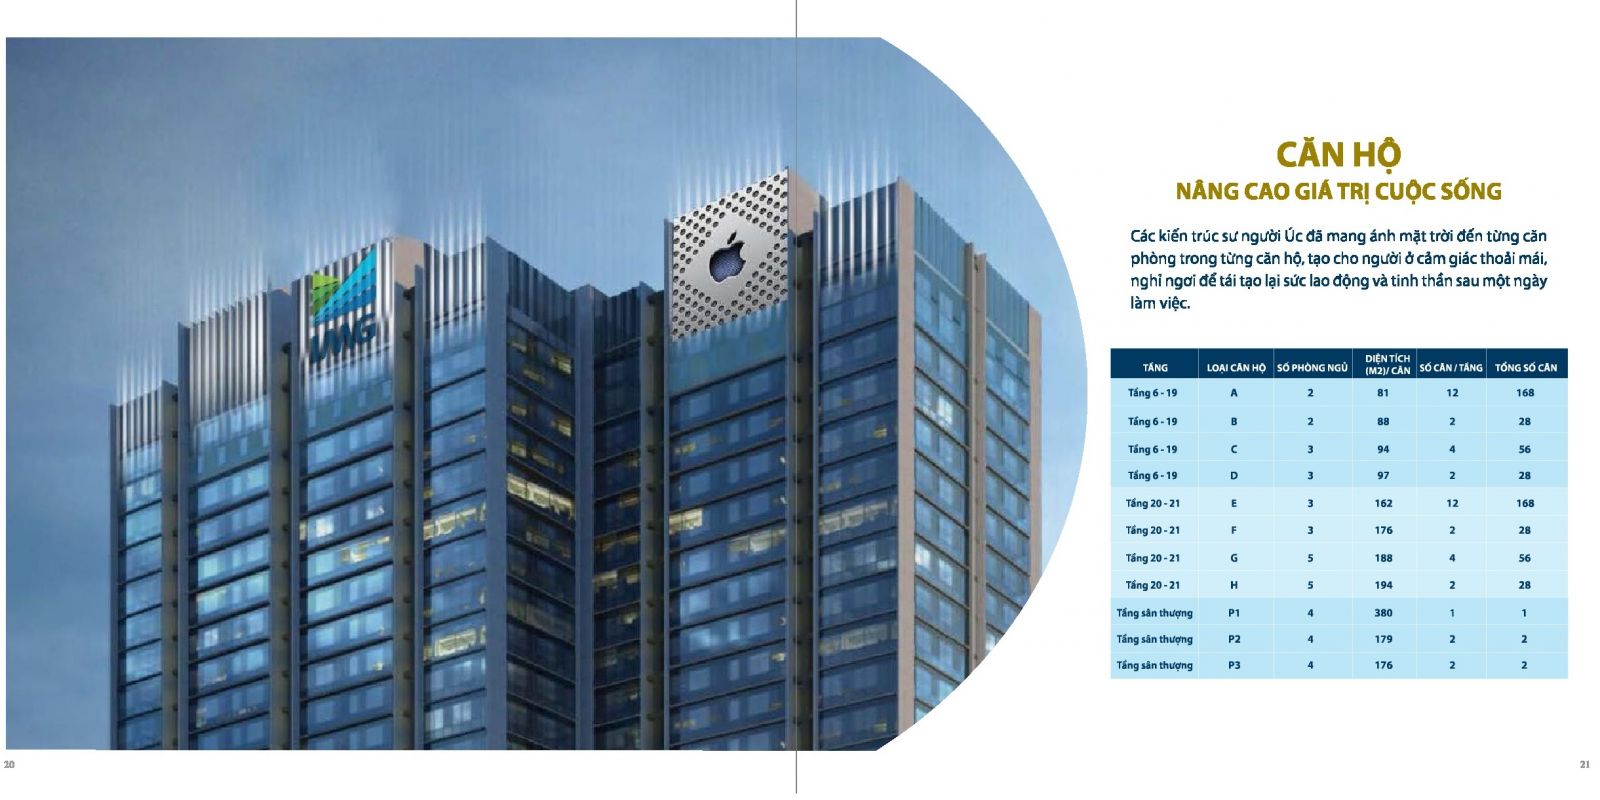 IMG
CĂN HỘ
NÂNG CAO GIÁ TRỊ CUỘC SỐNG
Các kiến trúc sư người Úc đã mang ánh mặt trời đến từng căn
phòng trong từng căn hộ, tạo cho người ở cảm giác thoải mái,
nghỉ ngơi để tái tạo lại sức lao động và tinh thần sau một ngày
làm việc.
TẦNG LOẠI CĂN HỘ SỐ PHÒNG NGỦ DIỆN TÍCH (M2)/ CĂN SỐ CĂN / TẦNG TỔNG SỐ CĂN
Tầng 6 - 19 A 2 81 12 168
Tầng 6 - 19 B 2 88 2 28
Tầng 6 - 19 C 3 94 4 56
Tầng 6 - 19 D 3 97 2 28
Tầng 20 - 21 E 3 162 12 168
Tầng 20 - 21 F 3 176 2 28
Tầng 20 - 21 G 5 188 4 56
Tầng 20 - 21 H 5 194 2 28
Tầng sân thượng P1 4 380 1 1
Tầng sân thượng P2 4 179 2 2
Tầng sân thượng P3 4 176 2 2
20
21